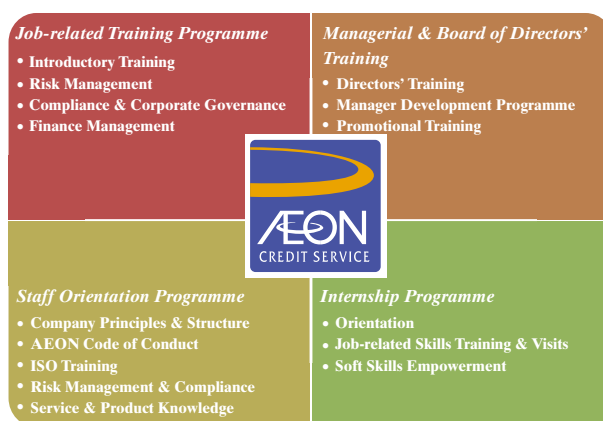 Job-related Training Programme
• Introductory Training
• Risk Management
• Compliance & Corporate Governance
• Finance Management
Managerial & Board of Directors’
Training
• Directors’ Training
• Manager Development Programme
• Promotional Training
ÆON
CREDIT SERVICE
Staff Orientation Programme
• Company Principles & Structure
• AEON Code of Conduct
• ISO Training
• Risk Management & Compliance
• Service & Product Knowledge
Internship Programme
• Orientation
• Job-related Skills Training & Visits
• Soft Skills Empowerment